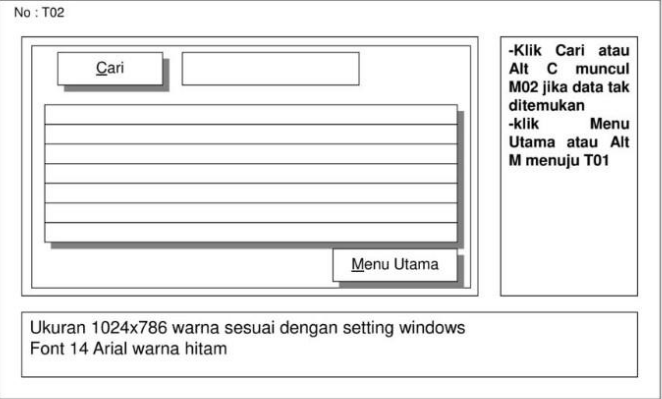 No : T02
Cari
Menu Utama
-Klik Cari atau
Alt C muncul
M02 jika data tak
ditemukan
-klik Menu
Utama atau Alt
M menuju T01
Ukuran 1024x786 warna sesuai dengan setting windows
Font 14 Arial warna hitam